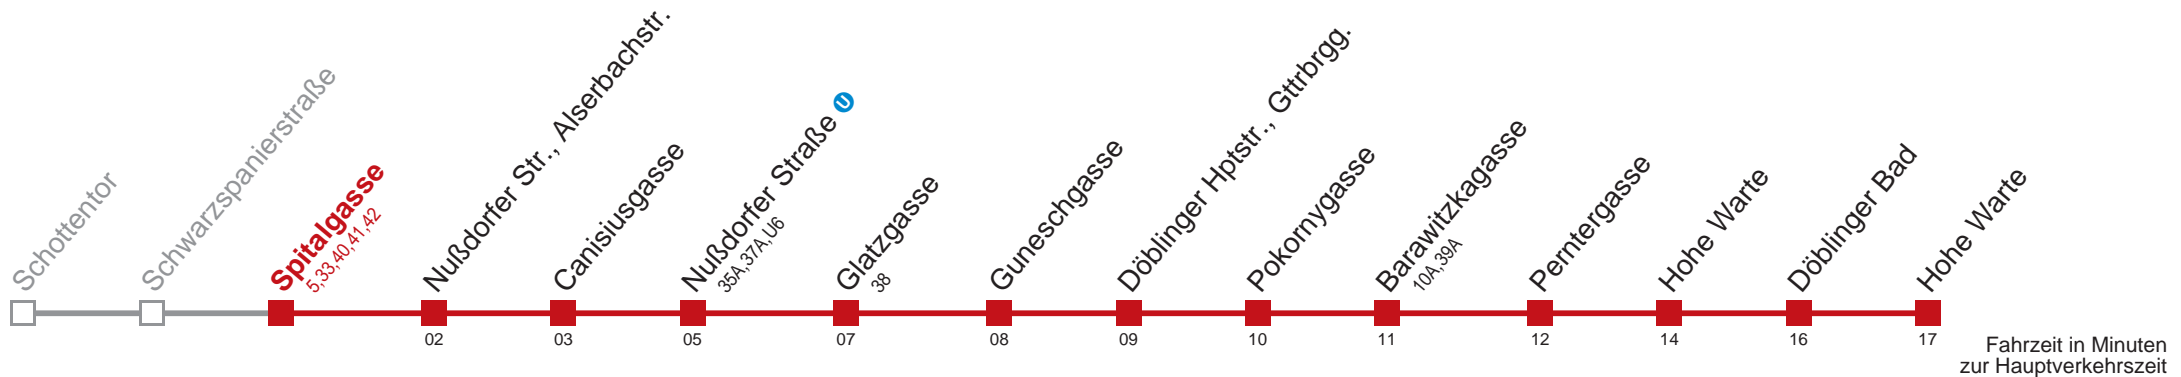 Schottentor
Schwarzspanierstraße
Spitalgasse
5,33,40,41,42
Nußdorfer Str., Alserbachstr.
Canisiusgasse
Nußdorfer Straße U
35A,37A,U6
Glatzgasse
38
Guneschgasse
Döblinger Hptstr., Gttrbrgg.
Pokornygasse
Barawitzkagasse
10A,39A
Perntergasse
Hohe Warte
Döblinger Bad
Hohe Warte
02 03 05 07 08 09 10 11 12 14 16 17
Fahrzeit in Minuten
zur Hauptverkehrszeit